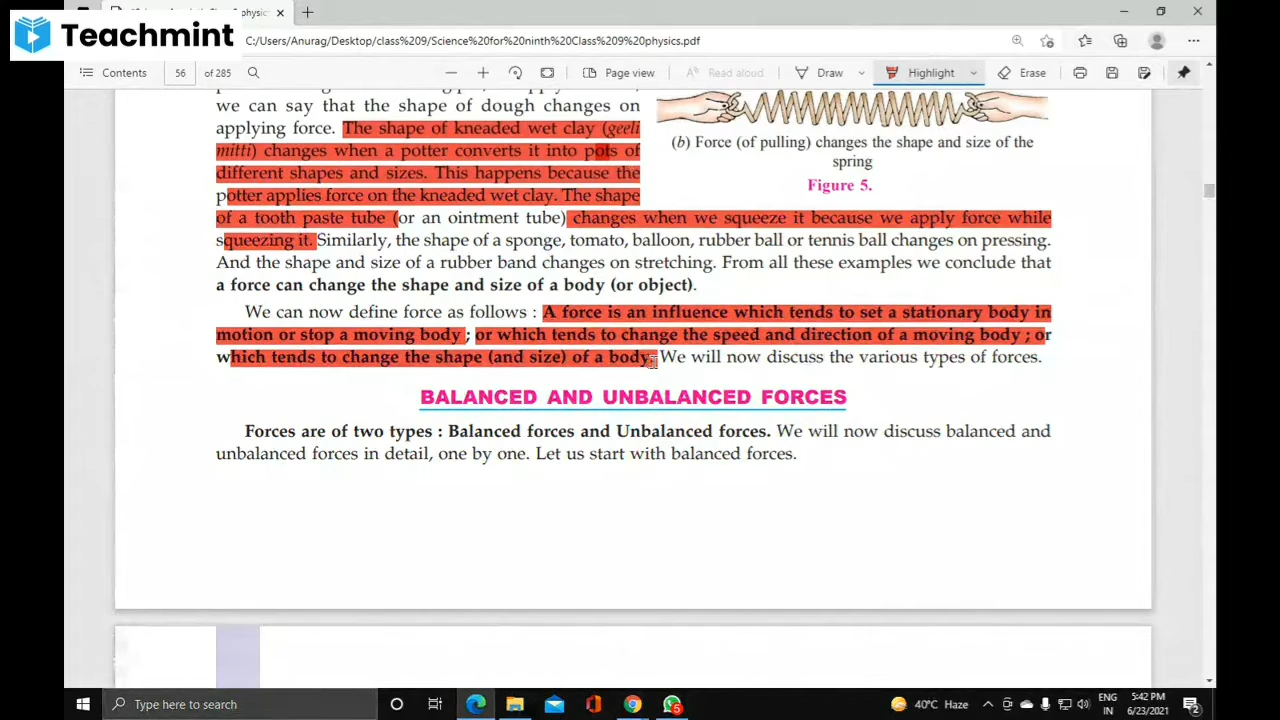 Teachmint
C:/Users/Anurag/Desktop/class%209/Science%20for%20ninth%20Class%209%20physics.pdf
Contents 56 of 285 Page view Read aloud Draw Highlight Erase
we can say that the shape of dough changes on
applying force. The shape of kneaded wet clay (geeli
mitti) changes when a potter converts it into pots of
different shapes and sizes. This happens because the
potter applies force on the kneaded wet clay. The shape
(b) Force (of pulling) changes the shape and size of the
spring
Figure 5.
of a tooth paste tube (or an ointment tube) changes when we squeeze it because we apply force while
squeezing it. Similarly, the shape of a sponge, tomato, balloon, rubber ball or tennis ball changes on pressing.
And the shape and size of a rubber band changes on stretching. From all these examples we conclude that
a force can change the shape and size of a body (or object).
We can now define force as follows : A force is an influence which tends to set a stationary body in
motion or stop a moving body ; or which tends to change the speed and direction of a moving body ; or
which tends to change the shape (and size) of a body. We will now discuss the various types of forces.
BALANCED AND UNBALANCED FORCES
Forces are of two types : Balanced forces and Unbalanced forces. We will now discuss balanced and
unbalanced forces in detail, one by one. Let us start with balanced forces.
Type here to search
5
40°C Haze
ENG
IN
5:42 PM
6/23/2021
2